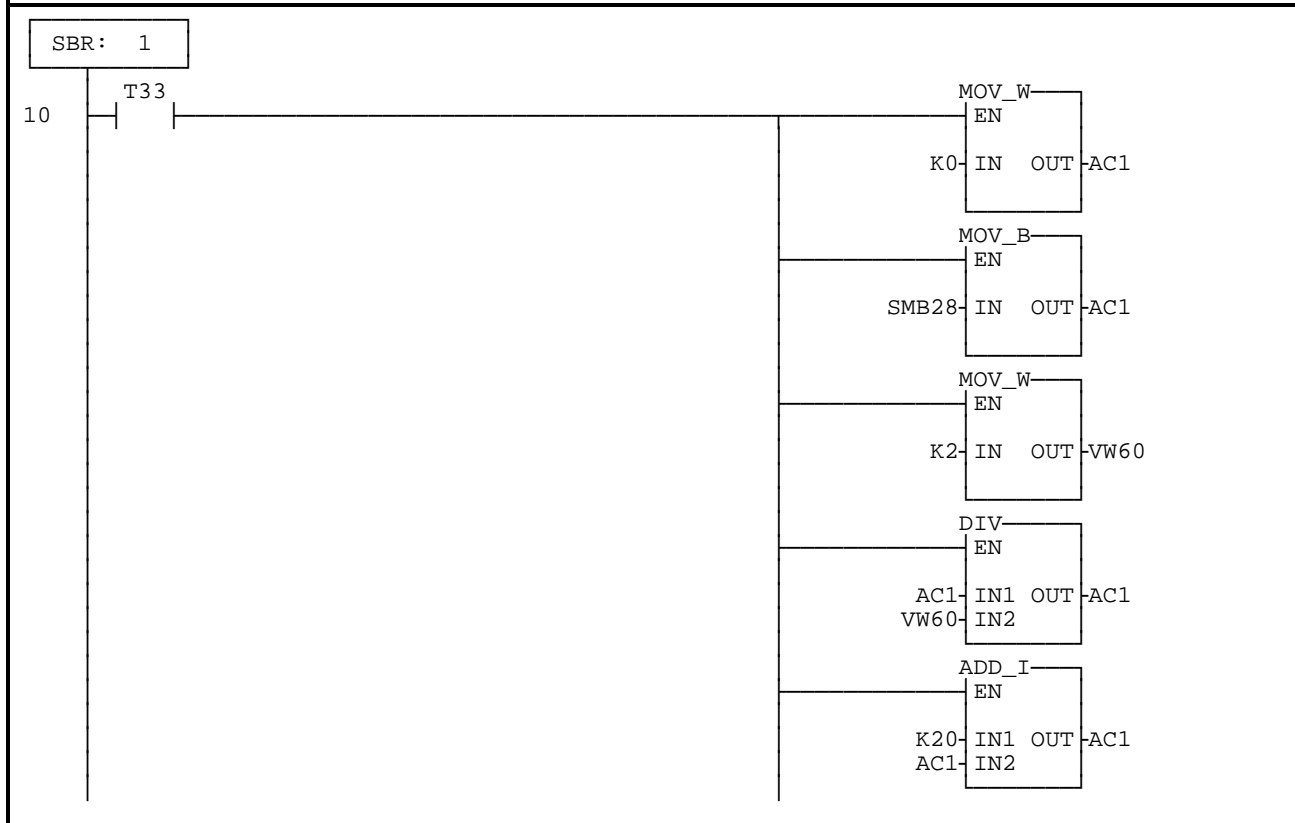 SBR: 1
T33
10
MOV_W
EN
K0 IN OUT AC1
MOV_B
EN
SMB28 IN OUT AC1
MOV_W
EN
K2 IN OUT VW60
DIV
EN
AC1 IN1 OUT AC1
VW60 IN2
ADD_I
EN
K20 IN1 OUT AC1
AC1 IN2